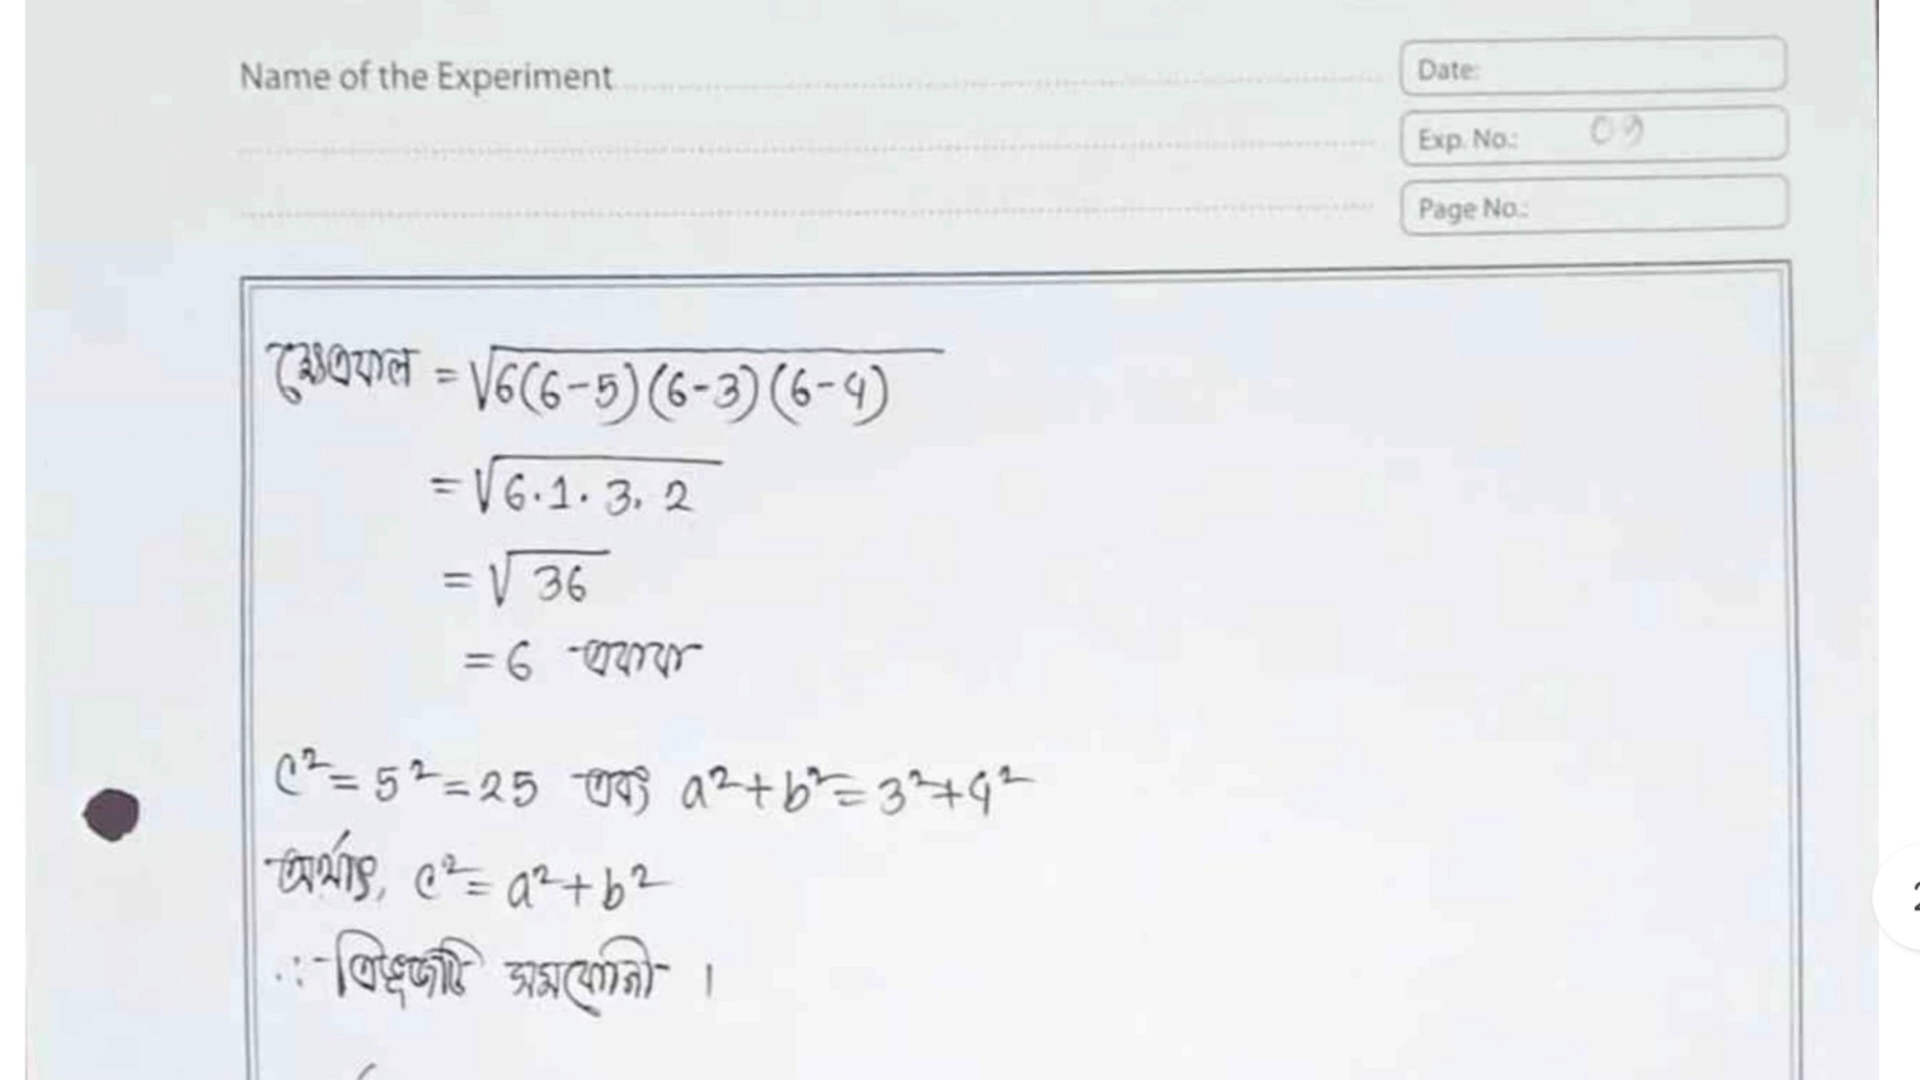 Name of the Experiment
Date:
Exp. No.: 09
Page No.:
ক্ষেত্রফল = √6(6-5)(6-3)(6-4)
= √6.1.3.2
= √36
= 6 একক
c² = 5² = 25 এবং a²+b² = 3²+4²
অর্থাৎ, c² = a²+b²
∴ ত্রিভুজটি সমকোনী।